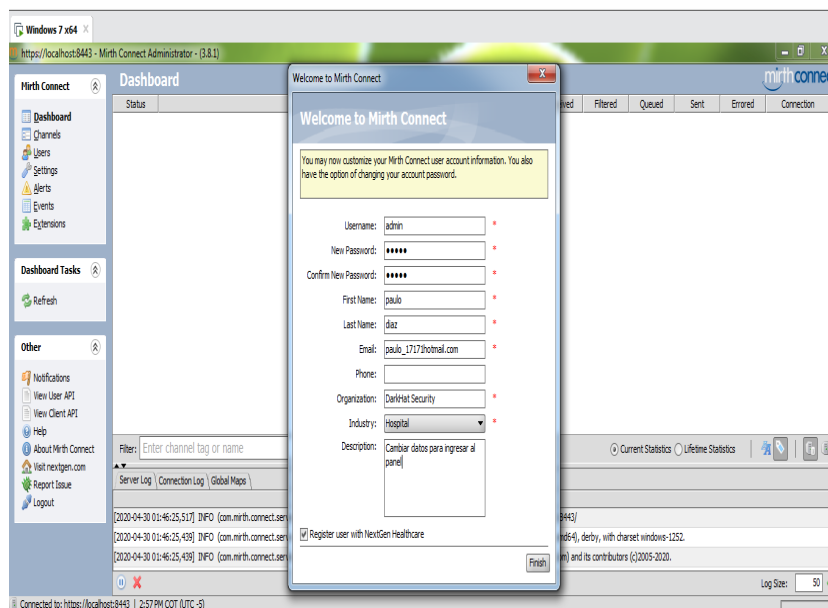 Windows 7 x64
https://localhost:8443 - Mirth Connect Administrator - (3.8.1)
Mirth Connect
Dashboard
Channels
Users
Settings
Alerts
Events
Extensions
Dashboard Tasks
Refresh
Other
Notifications
View User API
View Client API
Help
About Mirth Connect
Visit nextgen.com
Report Issue
Logout
Dashboard
mirth
Status
Filtered Queued Sent Errored Connection
Welcome to Mirth Connect
Welcome to Mirth Connect
You may now customize your Mirth Connect user account information. You also
have the option of changing your account password.
Username: admin *
New Password: ●●●●● *
Confirm New Password: ●●●●● *
First Name: paulo *
Last Name: diaz *
Email: paulo_17171hotmail.com *
Phone:
Organization: DarkHat Security *
Industry: Hospital *
Description: Cambiar datos para ingresar al
panel
Register user with NextGen Healthcare
Finish
Filter: Enter channel tag or name
Current Statistics Lifetime Statistics
Server Log Connection Log Global Maps
[2020-04-30 01:46:25,517] INFO (com.mirth.connect.serv 8443/
[2020-04-30 01:46:25,439] INFO (com.mirth.connect.serv md64), derby, with charset windows-1252.
[2020-04-30 01:46:25,439] INFO (com.mirth.connect.serv om) and its contributors (c)2005-2020.
Log Size: 50
Connected to: https://localhost:8443 | 2:57 PM COT (UTC -5)